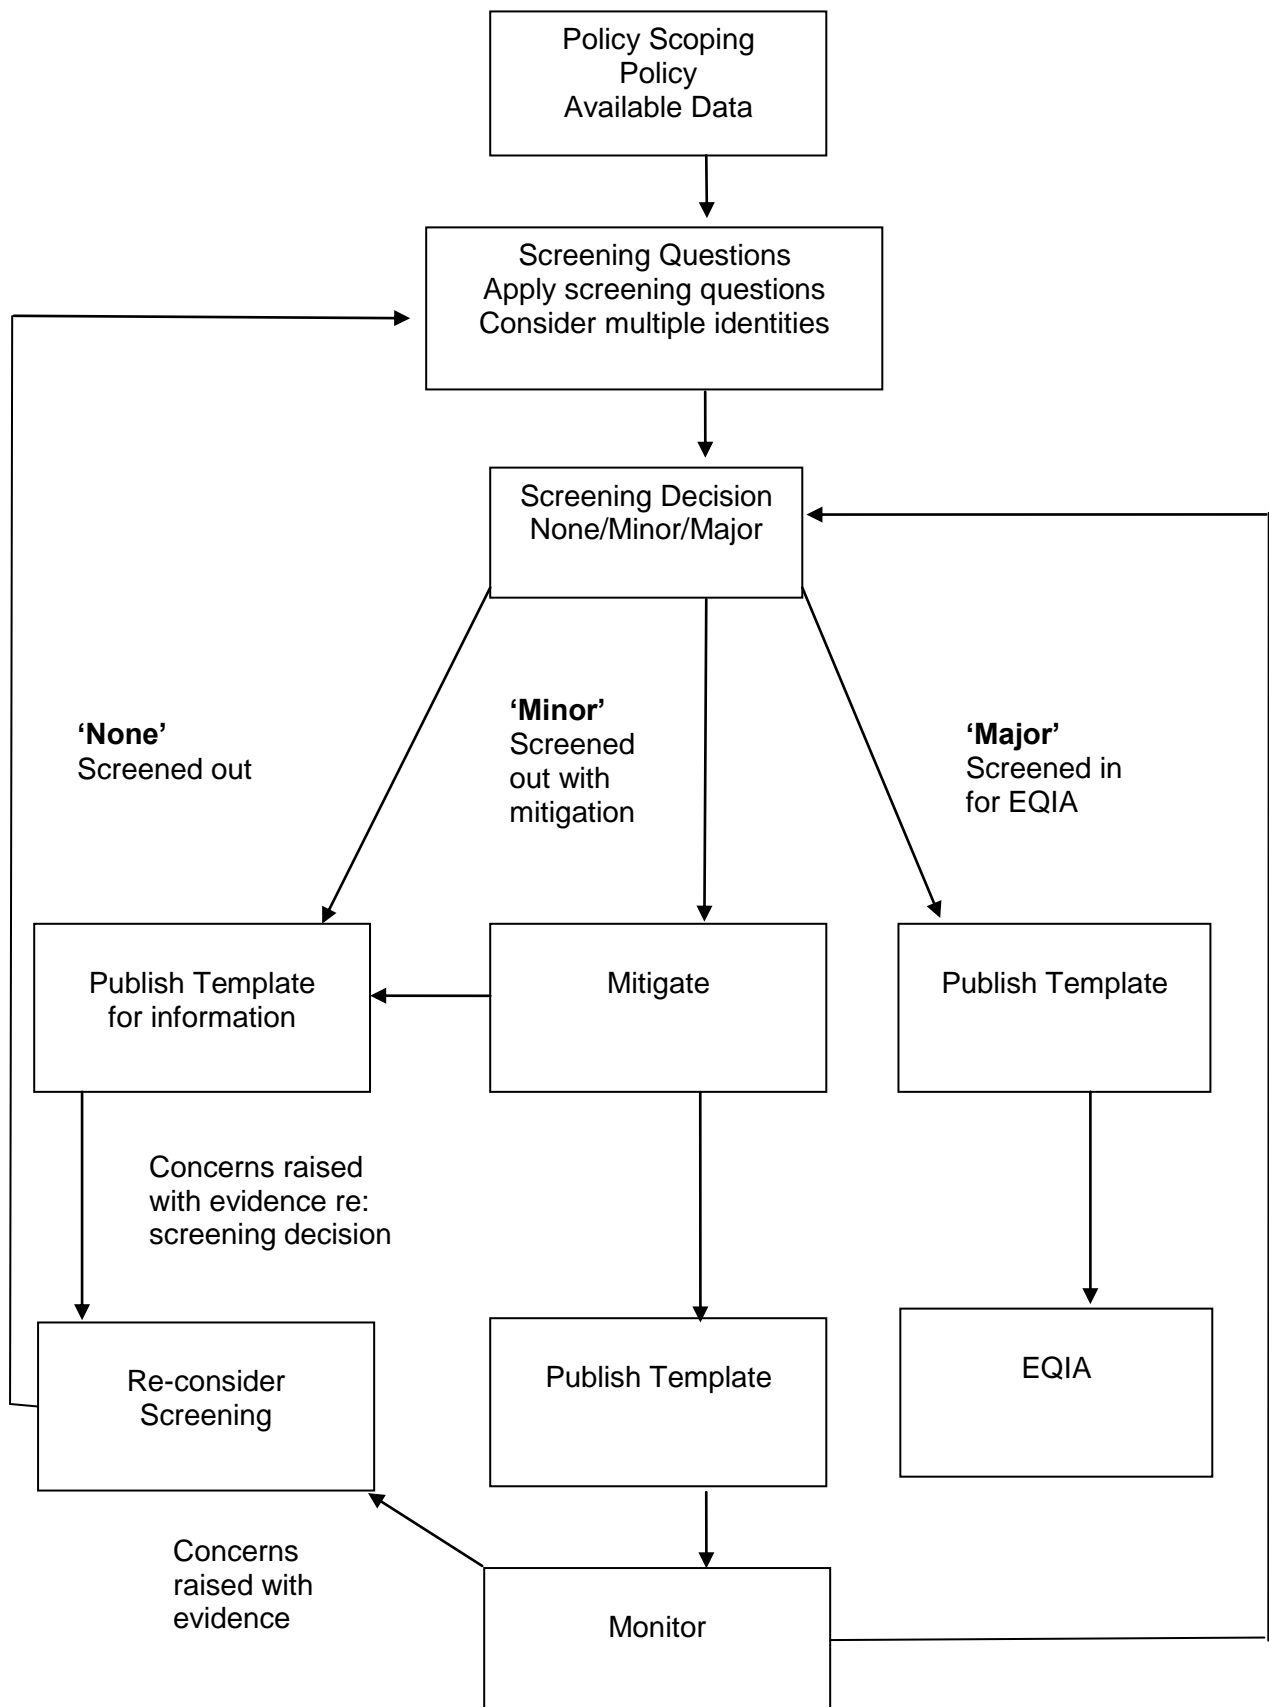 Policy Scoping
Policy
Available Data
Screening Questions
Apply screening questions
Consider multiple identities
Screening Decision
None/Minor/Major
‘None’
Screened out
‘Minor’
Screened
out with
mitigation
‘Major’
Screened in
for EQIA
Publish Template
for information
Mitigate
Publish Template
Concerns raised
with evidence re:
screening decision
Re-consider
Screening
Publish Template
EQIA
Concerns
raised with
evidence
Monitor